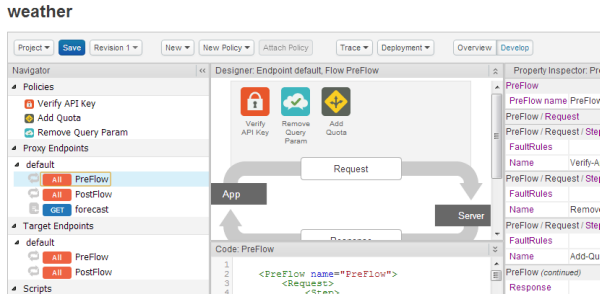 weather
Project Save Revision 1 New New Policy Attach Policy Trace Deployment Overview Develop
Navigator
Policies
Verify API Key
Add Quota
Remove Query Param
Proxy Endpoints
default
All PreFlow
All PostFlow
GET forecast
Target Endpoints
default
All PreFlow
All PostFlow
Scripts
Designer: Endpoint default, Flow PreFlow
Verify
API Key
Remove
Query
Param
Add
Quota
Request
App
Server
Code: PreFlow
1
2 <PreFlow name="PreFlow">
3 <Request>
4 <Step>
Property Inspector: Pre
PreFlow
PreFlow name PreFlow
PreFlow / Request
PreFlow / Request / Step
FaultRules
Name Verify-A
PreFlow / Request / Step
FaultRules
Name Remove
PreFlow / Request / Step
FaultRules
Name Add-Qu
PreFlow (continued)
Response